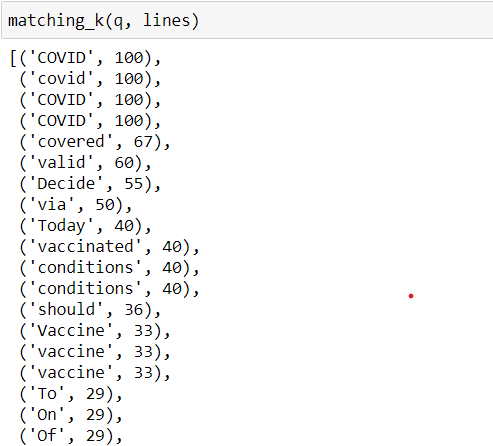 matching_k(q, lines)
[('COVID', 100),
('covid', 100),
('COVID', 100),
('COVID', 100),
('covered', 67),
('valid', 60),
('Decide', 55),
('via', 50),
('Today', 40),
('vaccinated', 40),
('conditions', 40),
('conditions', 40),
('should', 36),
('Vaccine', 33),
('vaccine', 33),
('vaccine', 33),
('To', 29),
('On', 29),
('Of', 29),